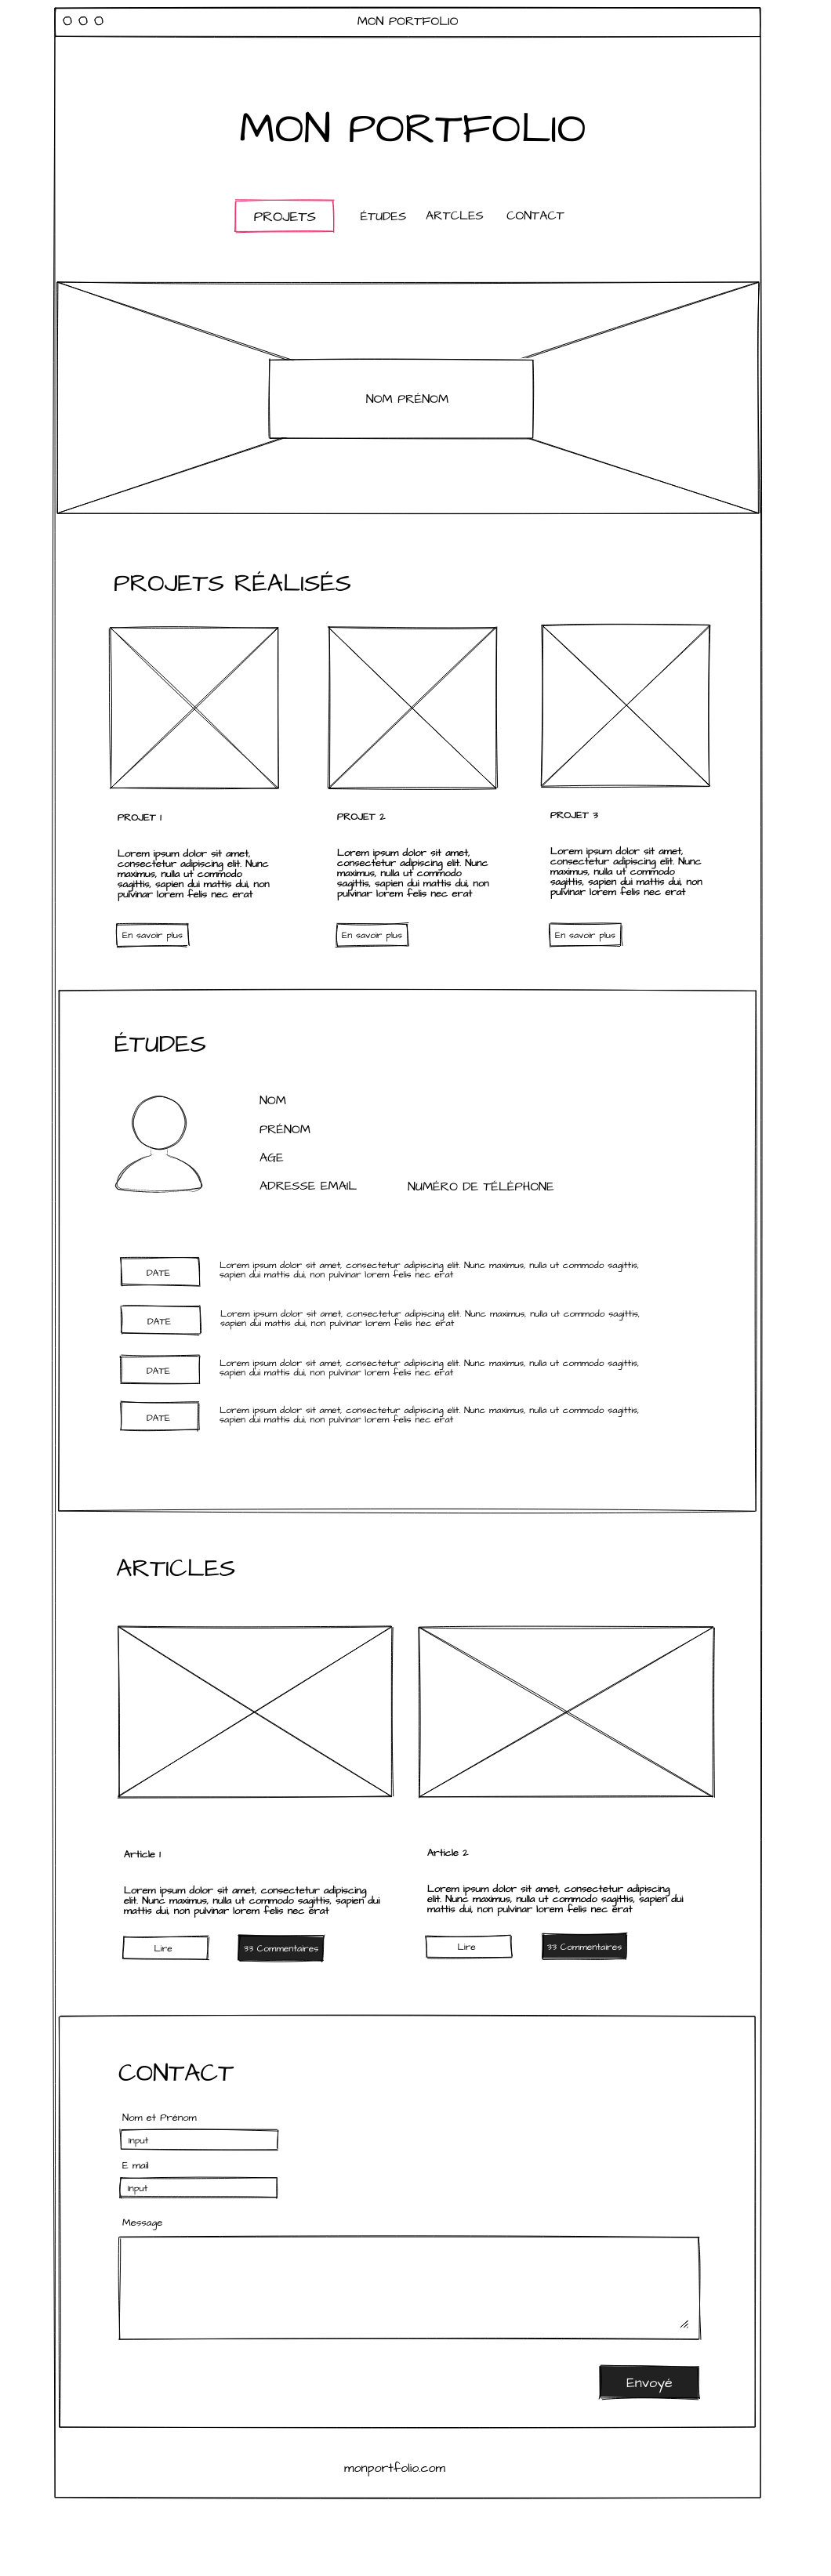 MON PORTFOLIO
MON PORTFOLIO
PROJETS ÉTUDES ARTCLES CONTACT
NOM PRÉNOM
PROJETS RÉALISÉS
PROJET 1
Lorem ipsum dolor sit amet,
consectetur adipiscing elit. Nunc
maximus, nulla ut commodo
sagittis, sapien dui mattis dui, non
pulvinar lorem felis nec erat
En savoir plus
PROJET 2
Lorem ipsum dolor sit amet,
consectetur adipiscing elit. Nunc
maximus, nulla ut commodo
sagittis, sapien dui mattis dui, non
pulvinar lorem felis nec erat
En savoir plus
PROJET 3
Lorem ipsum dolor sit amet,
consectetur adipiscing elit. Nunc
maximus, nulla ut commodo
sagittis, sapien dui mattis dui, non
pulvinar lorem felis nec erat
En savoir plus
ÉTUDES
NOM
PRÉNOM
AGE
ADRESSE EMAIL NUMÉRO DE TÉLÉPHONE
DATE
Lorem ipsum dolor sit amet, consectetur adipiscing elit. Nunc maximus, nulla ut commodo sagittis,
sapien dui mattis dui, non pulvinar lorem felis nec erat
DATE
Lorem ipsum dolor sit amet, consectetur adipiscing elit. Nunc maximus, nulla ut commodo sagittis,
sapien dui mattis dui, non pulvinar lorem felis nec erat
DATE
Lorem ipsum dolor sit amet, consectetur adipiscing elit. Nunc maximus, nulla ut commodo sagittis,
sapien dui mattis dui, non pulvinar lorem felis nec erat
DATE
Lorem ipsum dolor sit amet, consectetur adipiscing elit. Nunc maximus, nulla ut commodo sagittis,
sapien dui mattis dui, non pulvinar lorem felis nec erat
ARTICLES
Article 1
Lorem ipsum dolor sit amet, consectetur adipiscing
elit. Nunc maximus, nulla ut commodo sagittis, sapien dui
mattis dui, non pulvinar lorem felis nec erat
Lire 33 Commentaires
Article 2
Lorem ipsum dolor sit amet, consectetur adipiscing
elit. Nunc maximus, nulla ut commodo sagittis, sapien dui
mattis dui, non pulvinar lorem felis nec erat
Lire 33 Commentaires
CONTACT
Nom et Prénom
Input
E mail
Input
Message
Envoyé
monportfolio.com